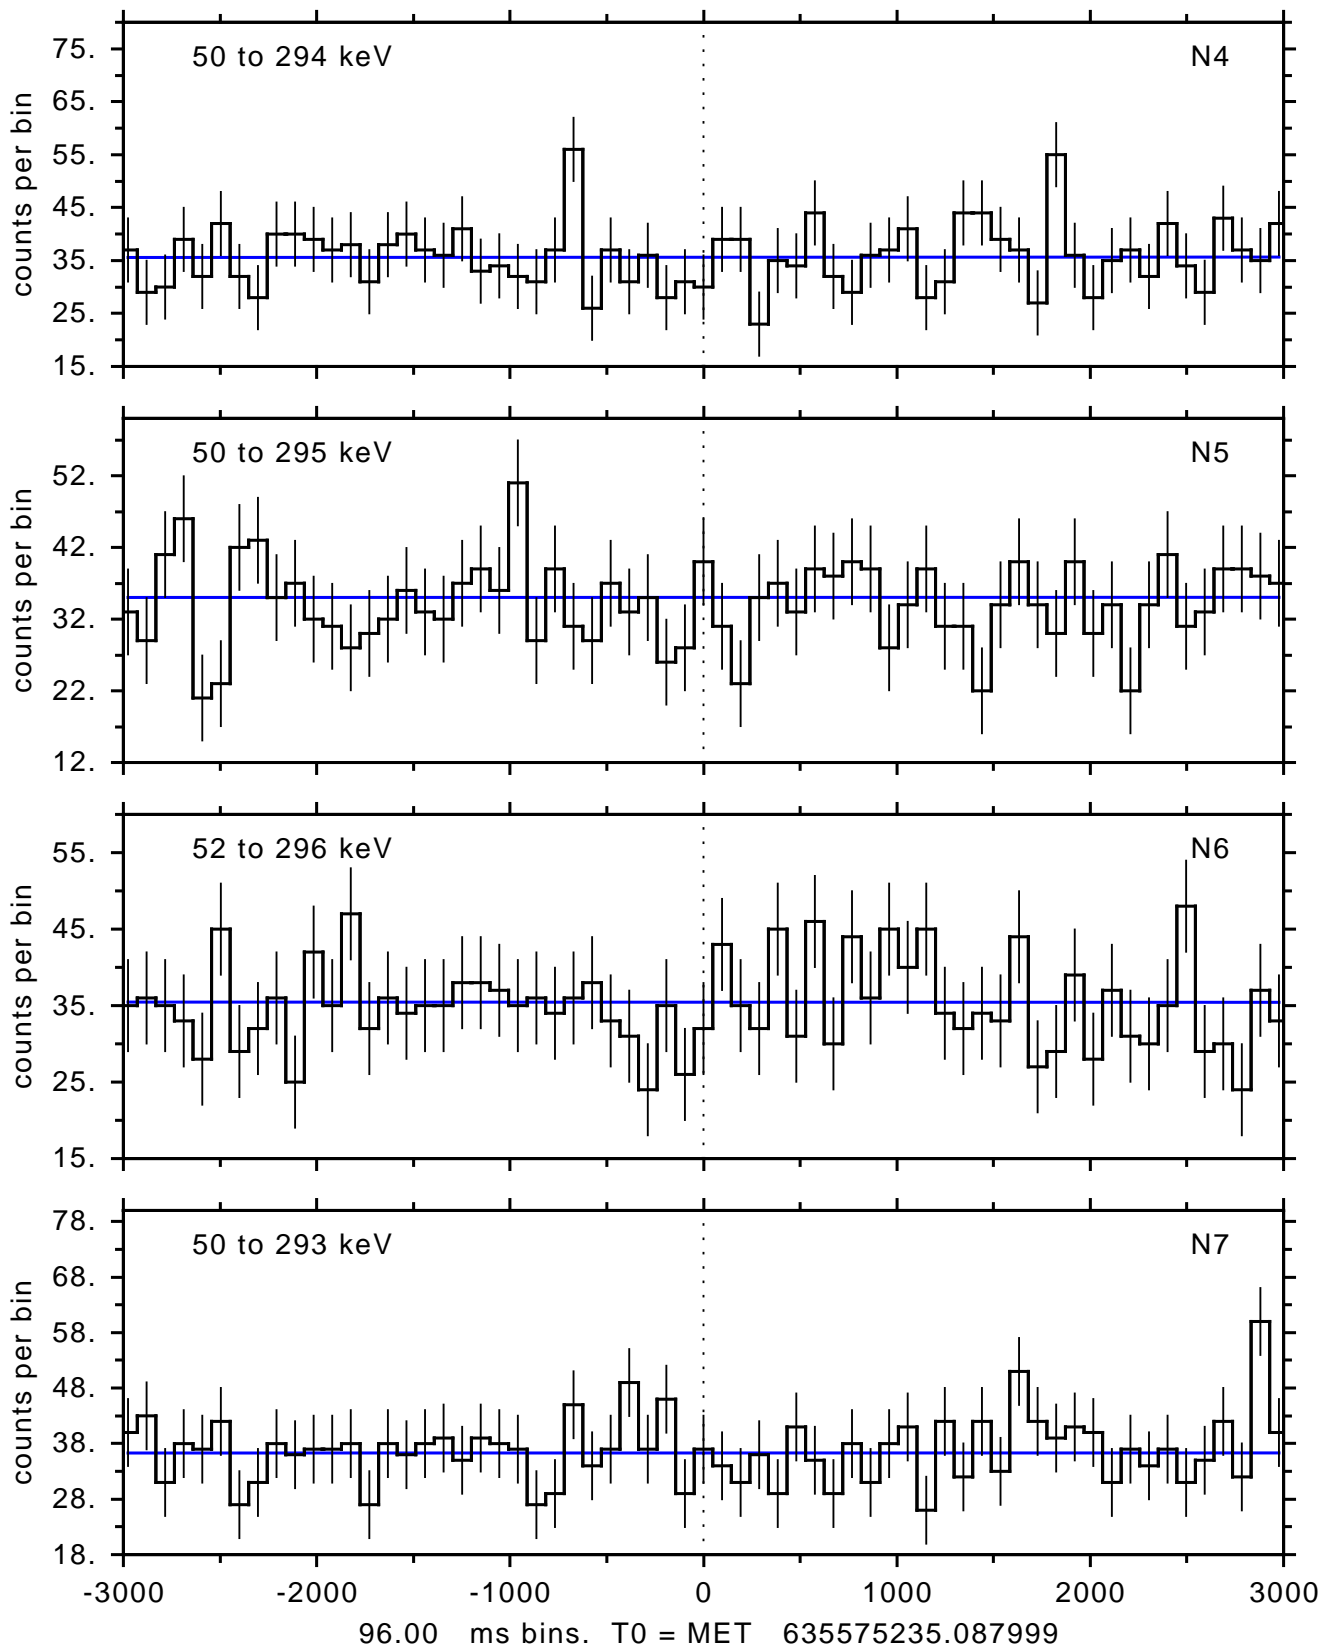 50 to 294 keV N4
75.
65.
55.
45.
35.
25.
15.
counts per bin
50 to 295 keV N5
52.
42.
32.
22.
12.
counts per bin
52 to 296 keV N6
55.
45.
35.
25.
15.
counts per bin
50 to 293 keV N7
78.
68.
58.
48.
38.
28.
18.
counts per bin
-3000 -2000 -1000 0 1000 2000 3000
96.00 ms bins. T0 = MET 635575235.087999